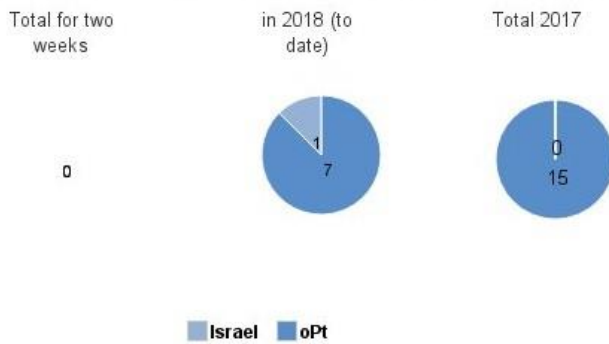 Total for two
weeks
in 2018 (to
date)
Total 2017
0
1
7
0
15
Israel oPt